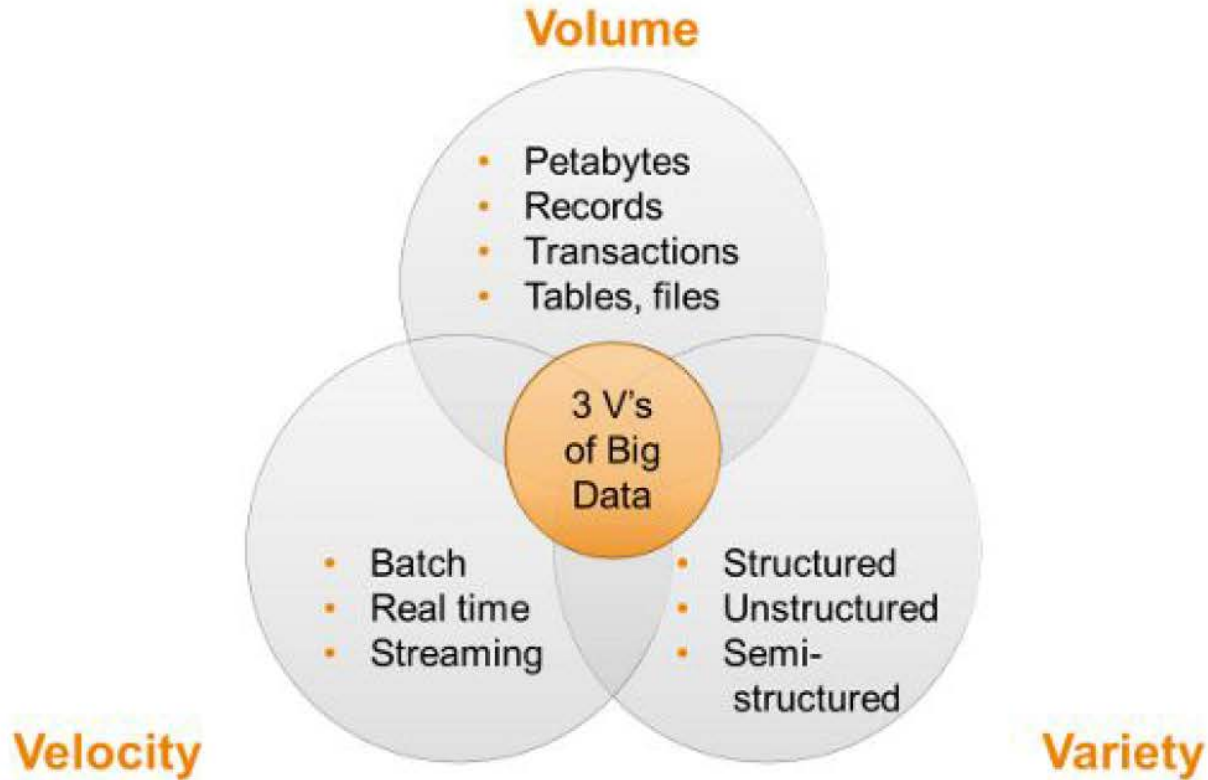 Volume
• Petabytes
• Records
• Transactions
• Tables, files
3 V's
of Big
Data
• Batch
• Real time
• Streaming
• Structured
• Unstructured
• Semi-
structured
Velocity
Variety